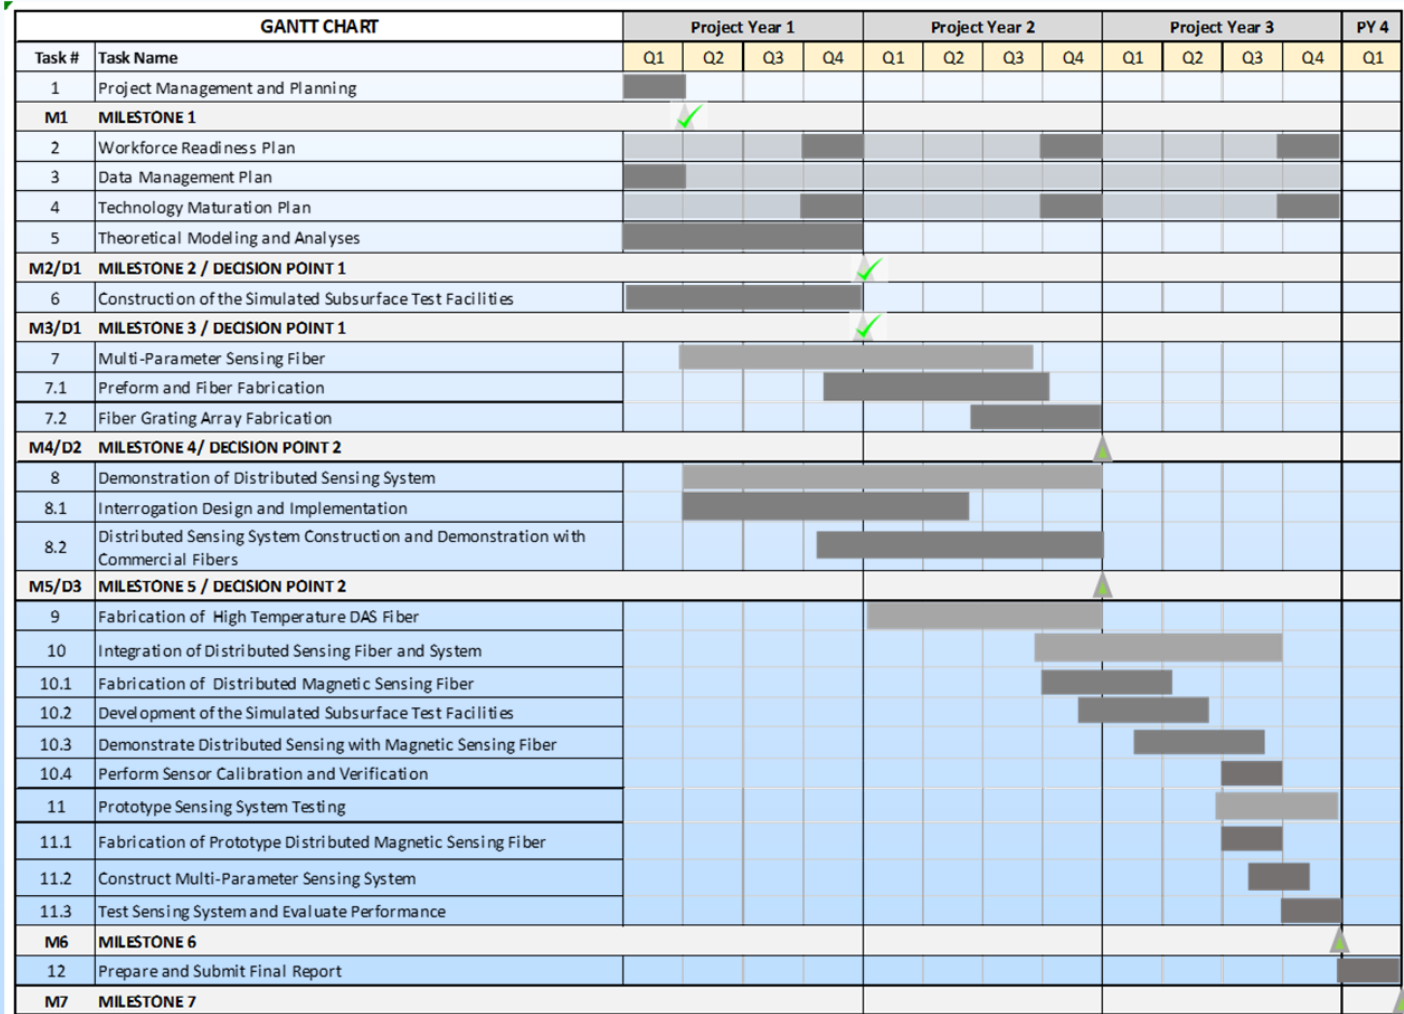 GANTT CHART Project Year 1 Project Year 2 Project Year 3 PY 4
Task # Task Name Q1 Q2 Q3 Q4 Q1 Q2 Q3 Q4 Q1 Q2 Q3 Q4 Q1
1 Project Management and Planning
M1 MILESTONE 1
2 Workforce Readiness Plan
3 Data Management Plan
4 Technology Maturation Plan
5 Theoretical Modeling and Analyses
M2/D1 MILESTONE 2 / DECISION POINT 1
6 Construction of the Simulated Subsurface Test Facilities
M3/D1 MILESTONE 3 / DECISION POINT 1
7 Multi-Parameter Sensing Fiber
7.1 Preform and Fiber Fabrication
7.2 Fiber Grating Array Fabrication
M4/D2 MILESTONE 4/ DECISION POINT 2
8 Demonstration of Distributed Sensing System
8.1 Interrogation Design and Implementation
8.2 Distributed Sensing System Construction and Demonstration with
Commercial Fibers
M5/D3 MILESTONE 5 / DECISION POINT 2
9 Fabrication of High Temperature DAS Fiber
10 Integration of Distributed Sensing Fiber and System
10.1 Fabrication of Distributed Magnetic Sensing Fiber
10.2 Development of the Simulated Subsurface Test Facilities
10.3 Demonstrate Distributed Sensing with Magnetic Sensing Fiber
10.4 Perform Sensor Calibration and Verification
11 Prototype Sensing System Testing
11.1 Fabrication of Prototype Distributed Magnetic Sensing Fiber
11.2 Construct Multi-Parameter Sensing System
11.3 Test Sensing System and Evaluate Performance
M6 MILESTONE 6
12 Prepare and Submit Final Report
M7 MILESTONE 7